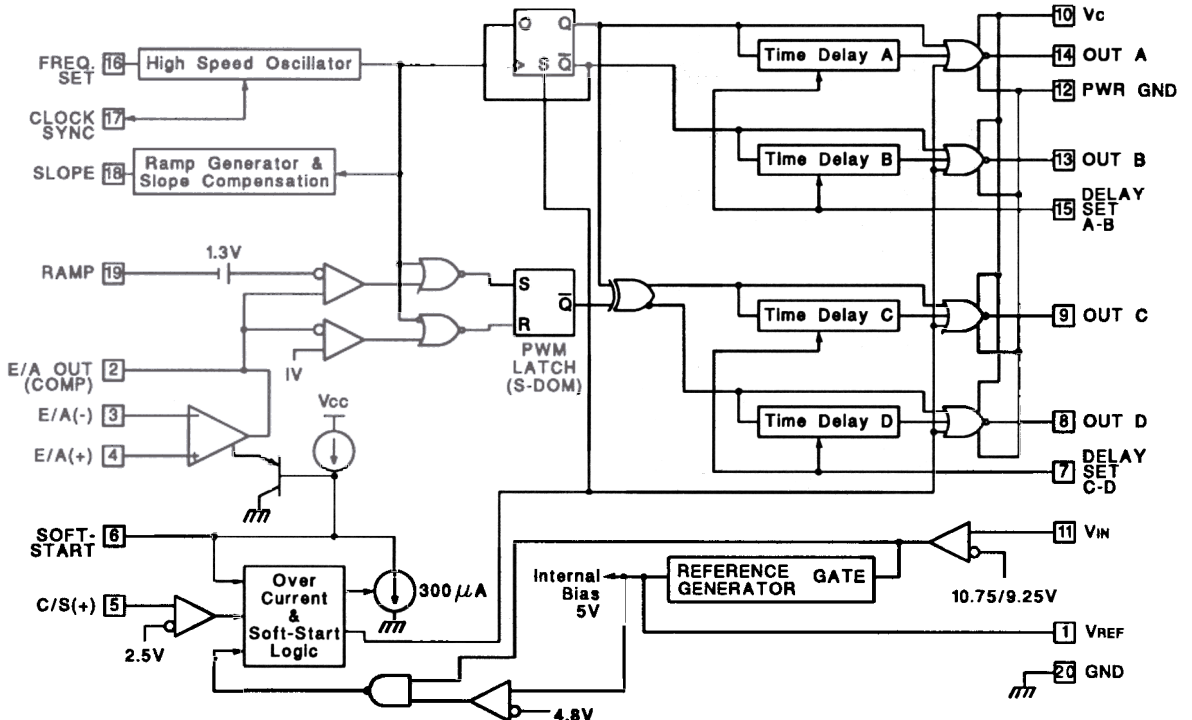 10 Vc
O Q
FREQ. SET 16 High Speed Oscillator
> S Q
Time Delay A
14 OUT A
12 PWR GND
CLOCK SYNC 17
SLOPE 18 Ramp Generator &
Slope Compensation
Time Delay B
13 OUT B
15 DELAY
SET
A-B
1.3V
RAMP 19
S
Q
R
Time Delay C
9 OUT C
PWM
LATCH
(S-DOM)
1V
E/A OUT 2
(COMP)
Vcc
E/A(-) 3
E/A(+) 4
Time Delay D
8 OUT D
7 DELAY
SET
C-D
SOFT-
START 6
11 VIN
REFERENCE
GENERATOR GATE
Internal
Bias
5V
10.75/9.25V
Over
Current
&
Soft-Start
Logic
300 μA
C/S(+) 5
2.5V
1 VREF
20 GND
4.8V